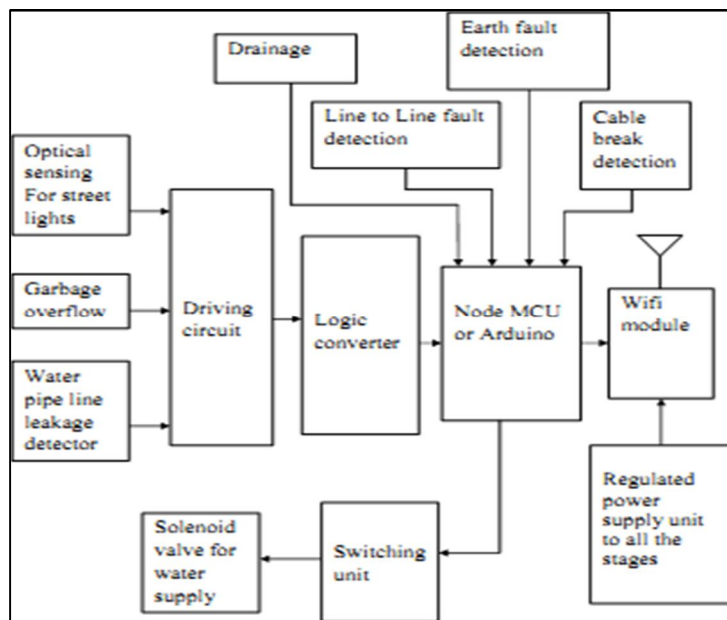 Drainage
Earth fault
detection
Line to Line fault
detection
Cable
break
detection
Optical
sensing
For street
lights
Garbage
overflow
Water
pipe line
leakage
detector
Driving
circuit
Logic
converter
Node MCU
or Arduino
Wifi
module
Regulated
power
supply unit
to all the
stages
Switching
unit
Solenoid
valve for
water
supply